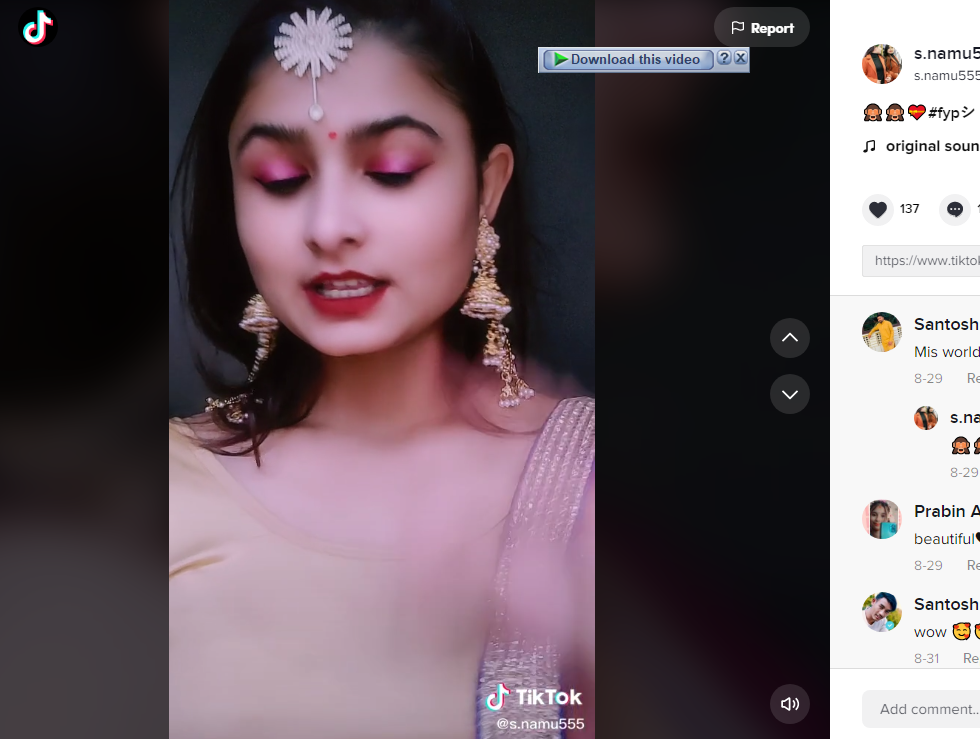 Report
Download this video
TikTok
@s.namu555
s.namu5
s.namu555
#fypシ
original soun
137
https://www.tiktok
Santosh
Mis world
8-29 Re
s.na
8-29
Prabin A
beautiful
8-29 Re
Santosh
wow
8-31 Re
Add comment..